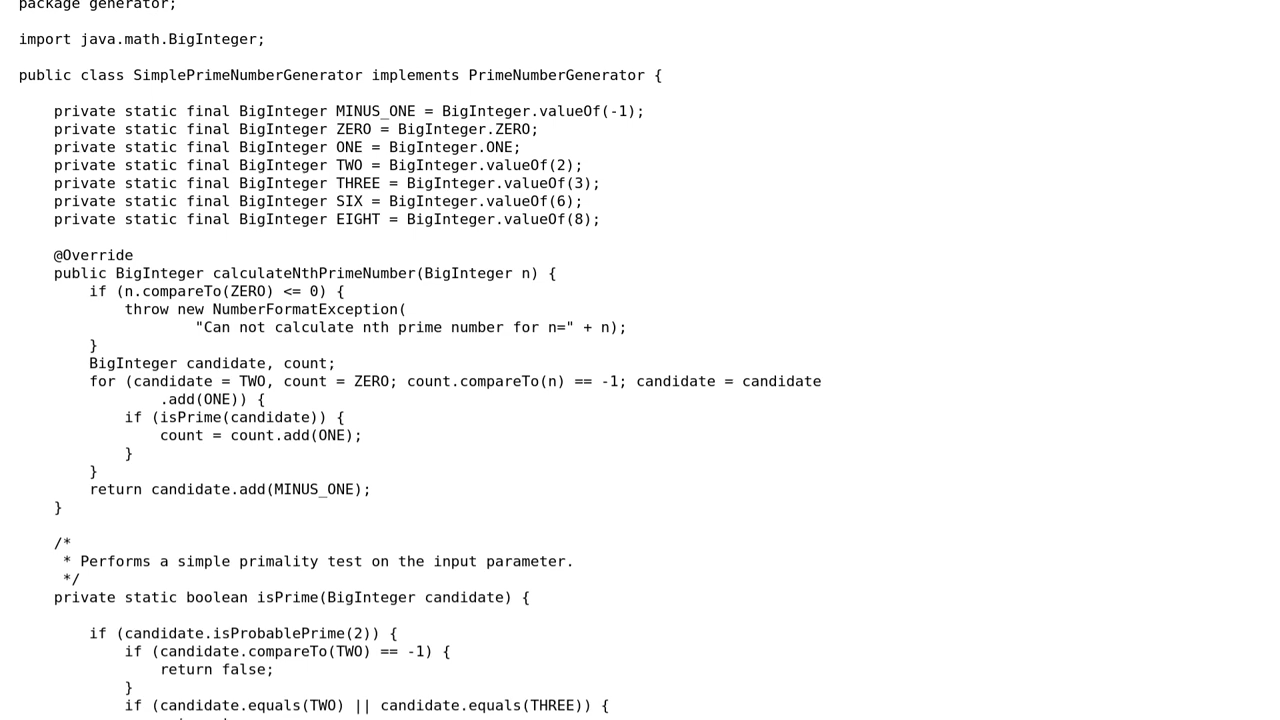 package generator;
import java.math.BigInteger;
public class SimplePrimeNumberGenerator implements PrimeNumberGenerator {
    private static final BigInteger MINUS_ONE = BigInteger.valueOf(-1);
    private static final BigInteger ZERO = BigInteger.ZERO;
    private static final BigInteger ONE = BigInteger.ONE;
    private static final BigInteger TWO = BigInteger.valueOf(2);
    private static final BigInteger THREE = BigInteger.valueOf(3);
    private static final BigInteger SIX = BigInteger.valueOf(6);
    private static final BigInteger EIGHT = BigInteger.valueOf(8);
    @Override
    public BigInteger calculateNthPrimeNumber(BigInteger n) {
        if (n.compareTo(ZERO) <= 0) {
            throw new NumberFormatException(
                    "Can not calculate nth prime number for n=" + n);
        }
        BigInteger candidate, count;
        for (candidate = TWO, count = ZERO; count.compareTo(n) == -1; candidate = candidate
                .add(ONE)) {
            if (isPrime(candidate)) {
                count = count.add(ONE);
            }
        }
        return candidate.add(MINUS_ONE);
    }
    /*
     * Performs a simple primality test on the input parameter.
     */
    private static boolean isPrime(BigInteger candidate) {
        if (candidate.isProbablePrime(2)) {
            if (candidate.compareTo(TWO) == -1) {
                return false;
            }
            if (candidate.equals(TWO) || candidate.equals(THREE)) {